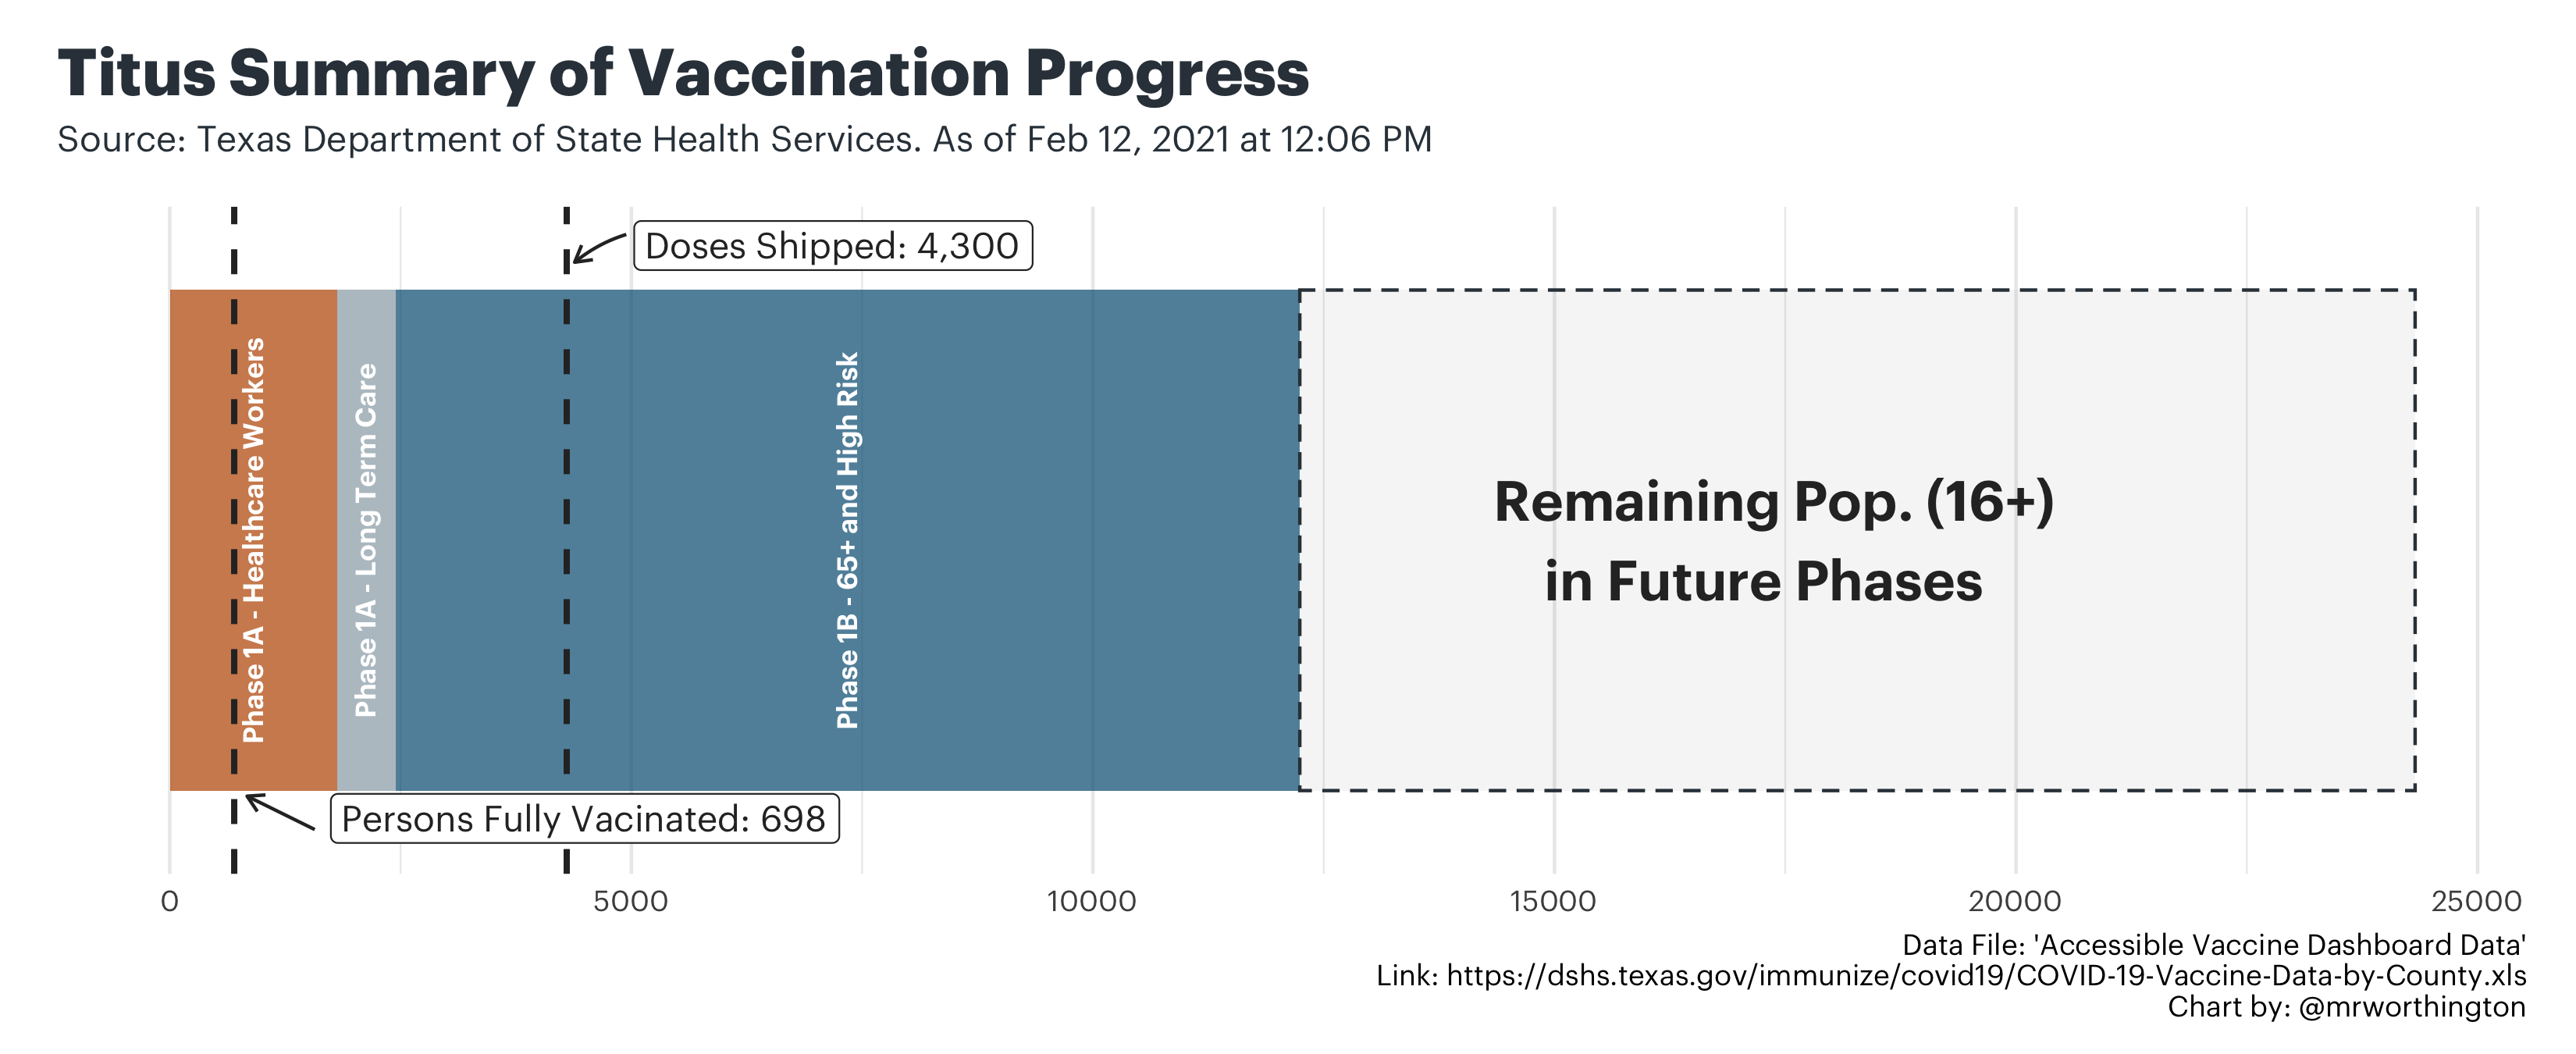 Titus Summary of Vaccination Progress
Source: Texas Department of State Health Services. As of Feb 12, 2021 at 12:06 PM
Doses Shipped: 4,300
Phase 1A - Healthcare Workers
Phase 1A - Long Term Care
Phase 1B - 65+ and High Risk
Remaining Pop. (16+)
in Future Phases
Persons Fully Vacinated: 698
0 5000 10000 15000 20000 25000
Data File: 'Accessible Vaccine Dashboard Data'
Link: https://dshs.texas.gov/immunize/covid19/COVID-19-Vaccine-Data-by-County.xls
Chart by: @mrworthington